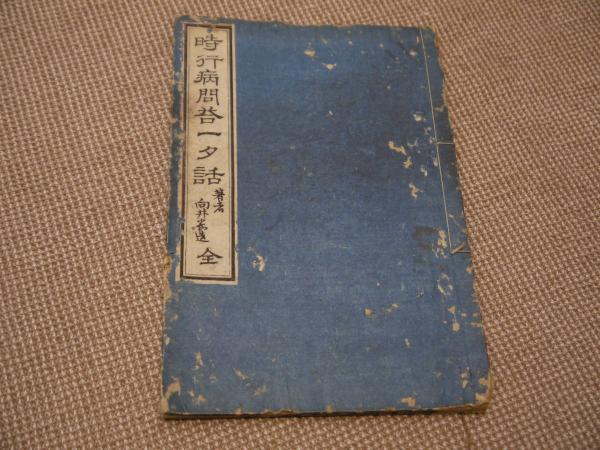 時行病問答一夕話
著者
向井
全